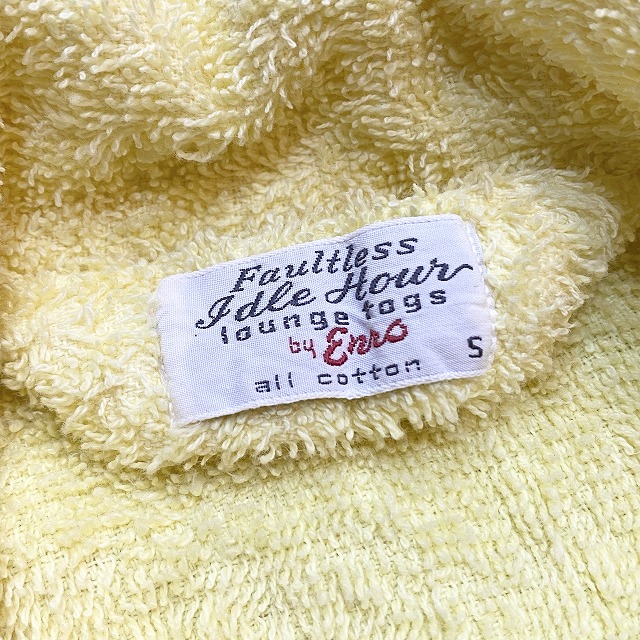 Faultless
Idle Hour
lounge togs
by Enro
all cotton
S